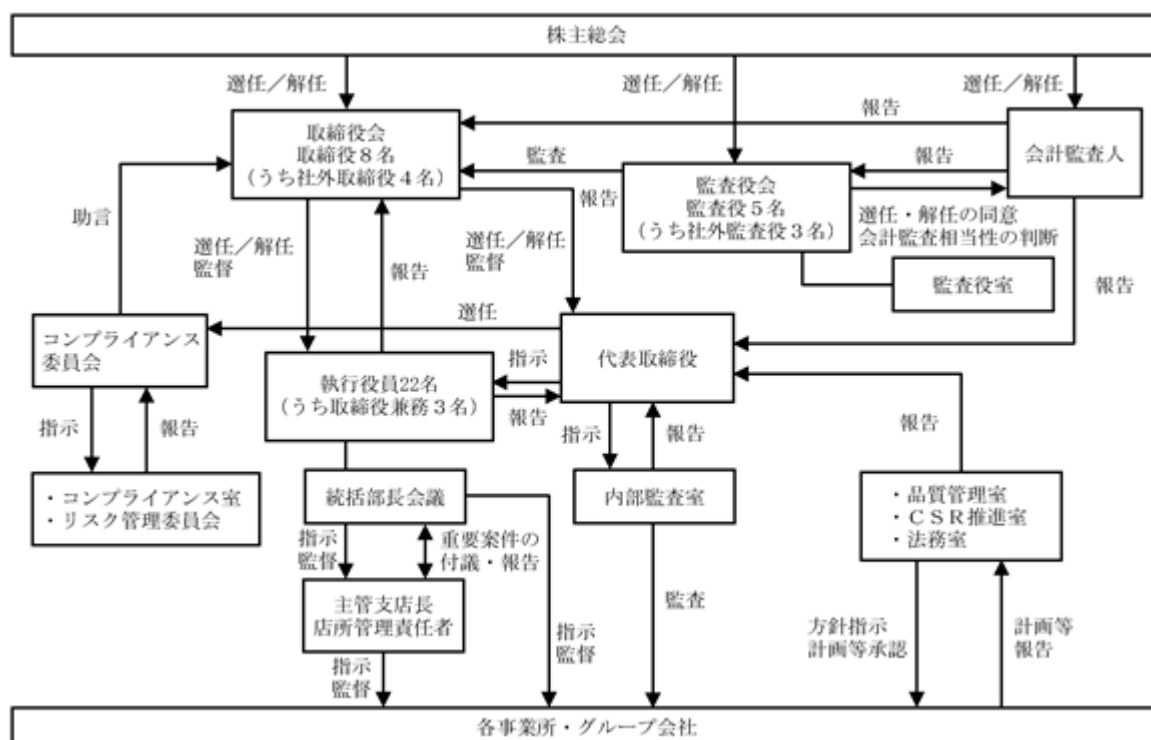 株主総会
選任／解任
選任／解任
選任／解任
報告
取締役会
取締役８名
（うち社外取締役４名）
監査
報告
会計監査人
監査役会
監査役５名
（うち社外監査役３名）
報告
助言
選任・解任の同意
会計監査相当性の判断
選任／解任
監督
報告
選任／解任
監督
監査役室
報告
選任
コンプライアンス
委員会
代表取締役
指示
執行役員22名
（うち取締役兼務３名）
報告
指示
報告
指示
報告
報告
・コンプライアンス室
・リスク管理委員会
統括部長会議
内部監査室
・品質管理室
・ＣＳＲ推進室
・法務室
指示
監督
重要案件の
付議・報告
主管支店長
店所管理責任者
監査
指示
監督
方針指示
計画等承認
計画等
報告
指示
監督
各事業所・グループ会社